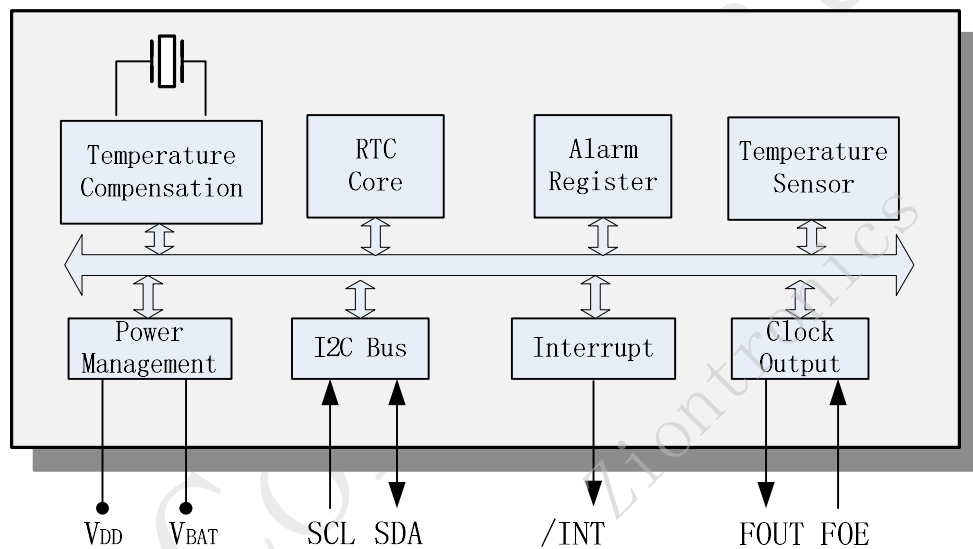 Temperature
Compensation
RTC
Core
Alarm
Register
Temperature
Sensor
Power
Management
I2C Bus
Interrupt
Clock
Output
VDD
VBAT
SCL
SDA
/INT
FOUT
FOE
Ziontronics